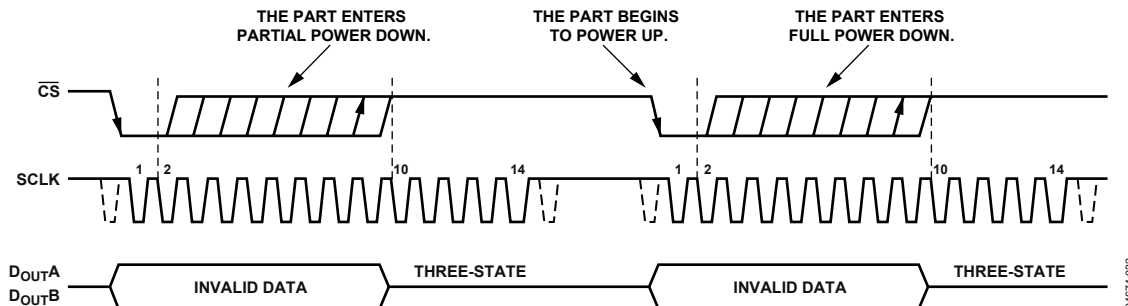 THE PART ENTERS
PARTIAL POWER DOWN.
THE PART BEGINS
TO POWER UP.
THE PART ENTERS
FULL POWER DOWN.
CS
SCLK
1 2 10 14 1 2 10 14
DOUTA
DOUTB
INVALID DATA
THREE-STATE
INVALID DATA
THREE-STATE